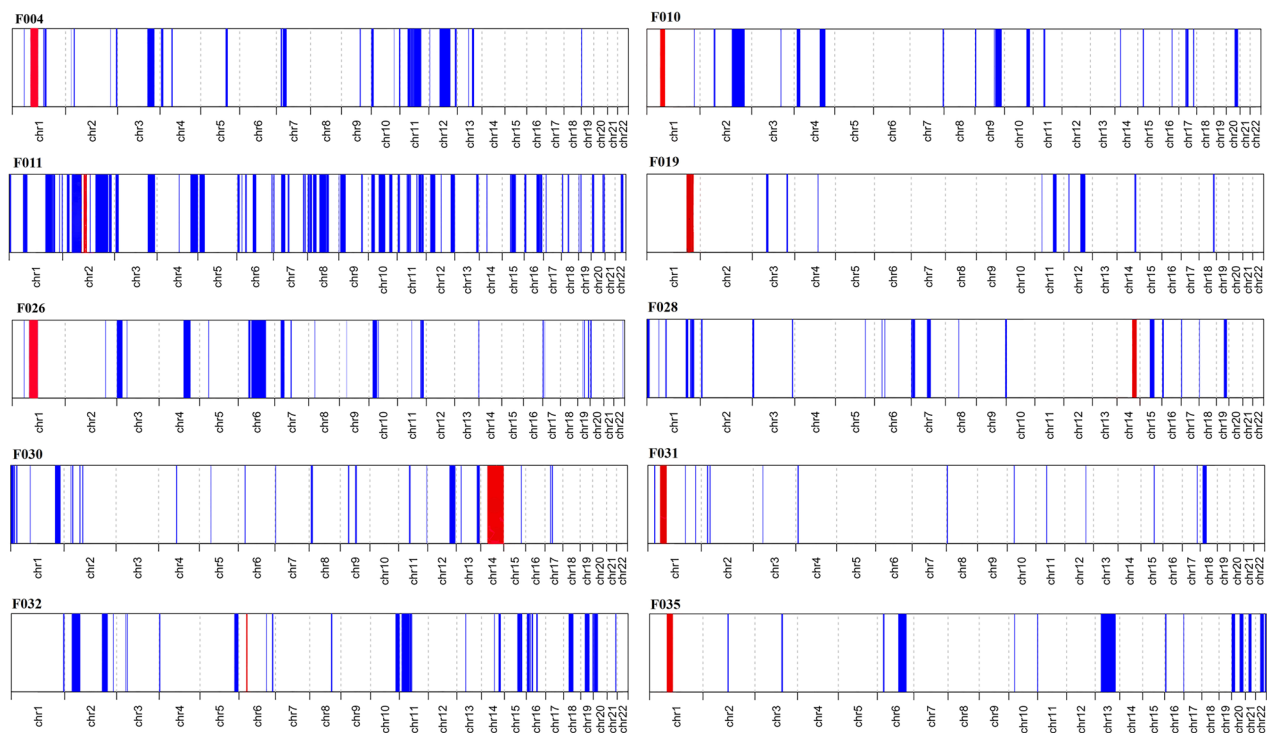 F004 F010
chr1 chr2 chr3 chr4 chr5 chr6 chr7 chr8 chr9 chr10 chr11 chr12 chr13 chr14 chr15 chr16 chr17 chr18 chr19 chr20 chr21 chr22 chr1 chr2 chr3 chr4 chr5 chr6 chr7 chr8 chr9 chr10 chr11 chr12 chr13 chr14 chr15 chr16 chr17 chr18 chr19 chr20 chr21 chr22
F011 F019
chr1 chr2 chr3 chr4 chr5 chr6 chr7 chr8 chr9 chr10 chr11 chr12 chr13 chr14 chr15 chr16 chr17 chr18 chr19 chr20 chr21 chr22 chr1 chr2 chr3 chr4 chr5 chr6 chr7 chr8 chr9 chr10 chr11 chr12 chr13 chr14 chr15 chr16 chr17 chr18 chr19 chr20 chr21 chr22
F026 F028
chr1 chr2 chr3 chr4 chr5 chr6 chr7 chr8 chr9 chr10 chr11 chr12 chr13 chr14 chr15 chr16 chr17 chr18 chr19 chr20 chr21 chr22 chr1 chr2 chr3 chr4 chr5 chr6 chr7 chr8 chr9 chr10 chr11 chr12 chr13 chr14 chr15 chr16 chr17 chr18 chr19 chr20 chr21 chr22
F030 F031
chr1 chr2 chr3 chr4 chr5 chr6 chr7 chr8 chr9 chr10 chr11 chr12 chr13 chr14 chr15 chr16 chr17 chr18 chr19 chr20 chr21 chr22 chr1 chr2 chr3 chr4 chr5 chr6 chr7 chr8 chr9 chr10 chr11 chr12 chr13 chr14 chr15 chr16 chr17 chr18 chr19 chr20 chr21 chr22
F032 F035
chr1 chr2 chr3 chr4 chr5 chr6 chr7 chr8 chr9 chr10 chr11 chr12 chr13 chr14 chr15 chr16 chr17 chr18 chr19 chr20 chr21 chr22 chr1 chr2 chr3 chr4 chr5 chr6 chr7 chr8 chr9 chr10 chr11 chr12 chr13 chr14 chr15 chr16 chr17 chr18 chr19 chr20 chr21 chr22